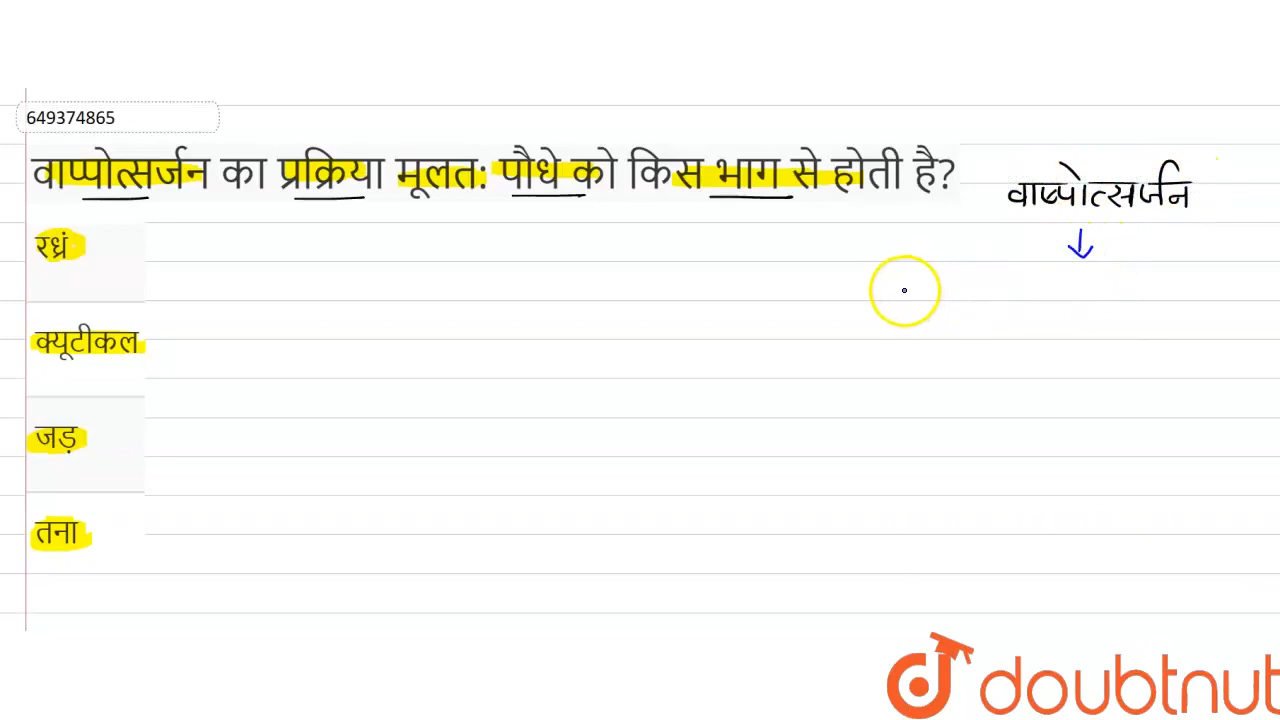 649374865
वाप्पोत्सर्जन का प्रक्रिया मूलत: पौधे को किस भाग से होती है?
वाष्पोत्सर्जन
रध्रं
क्यूटीकल
जड़
तना
doubtnut